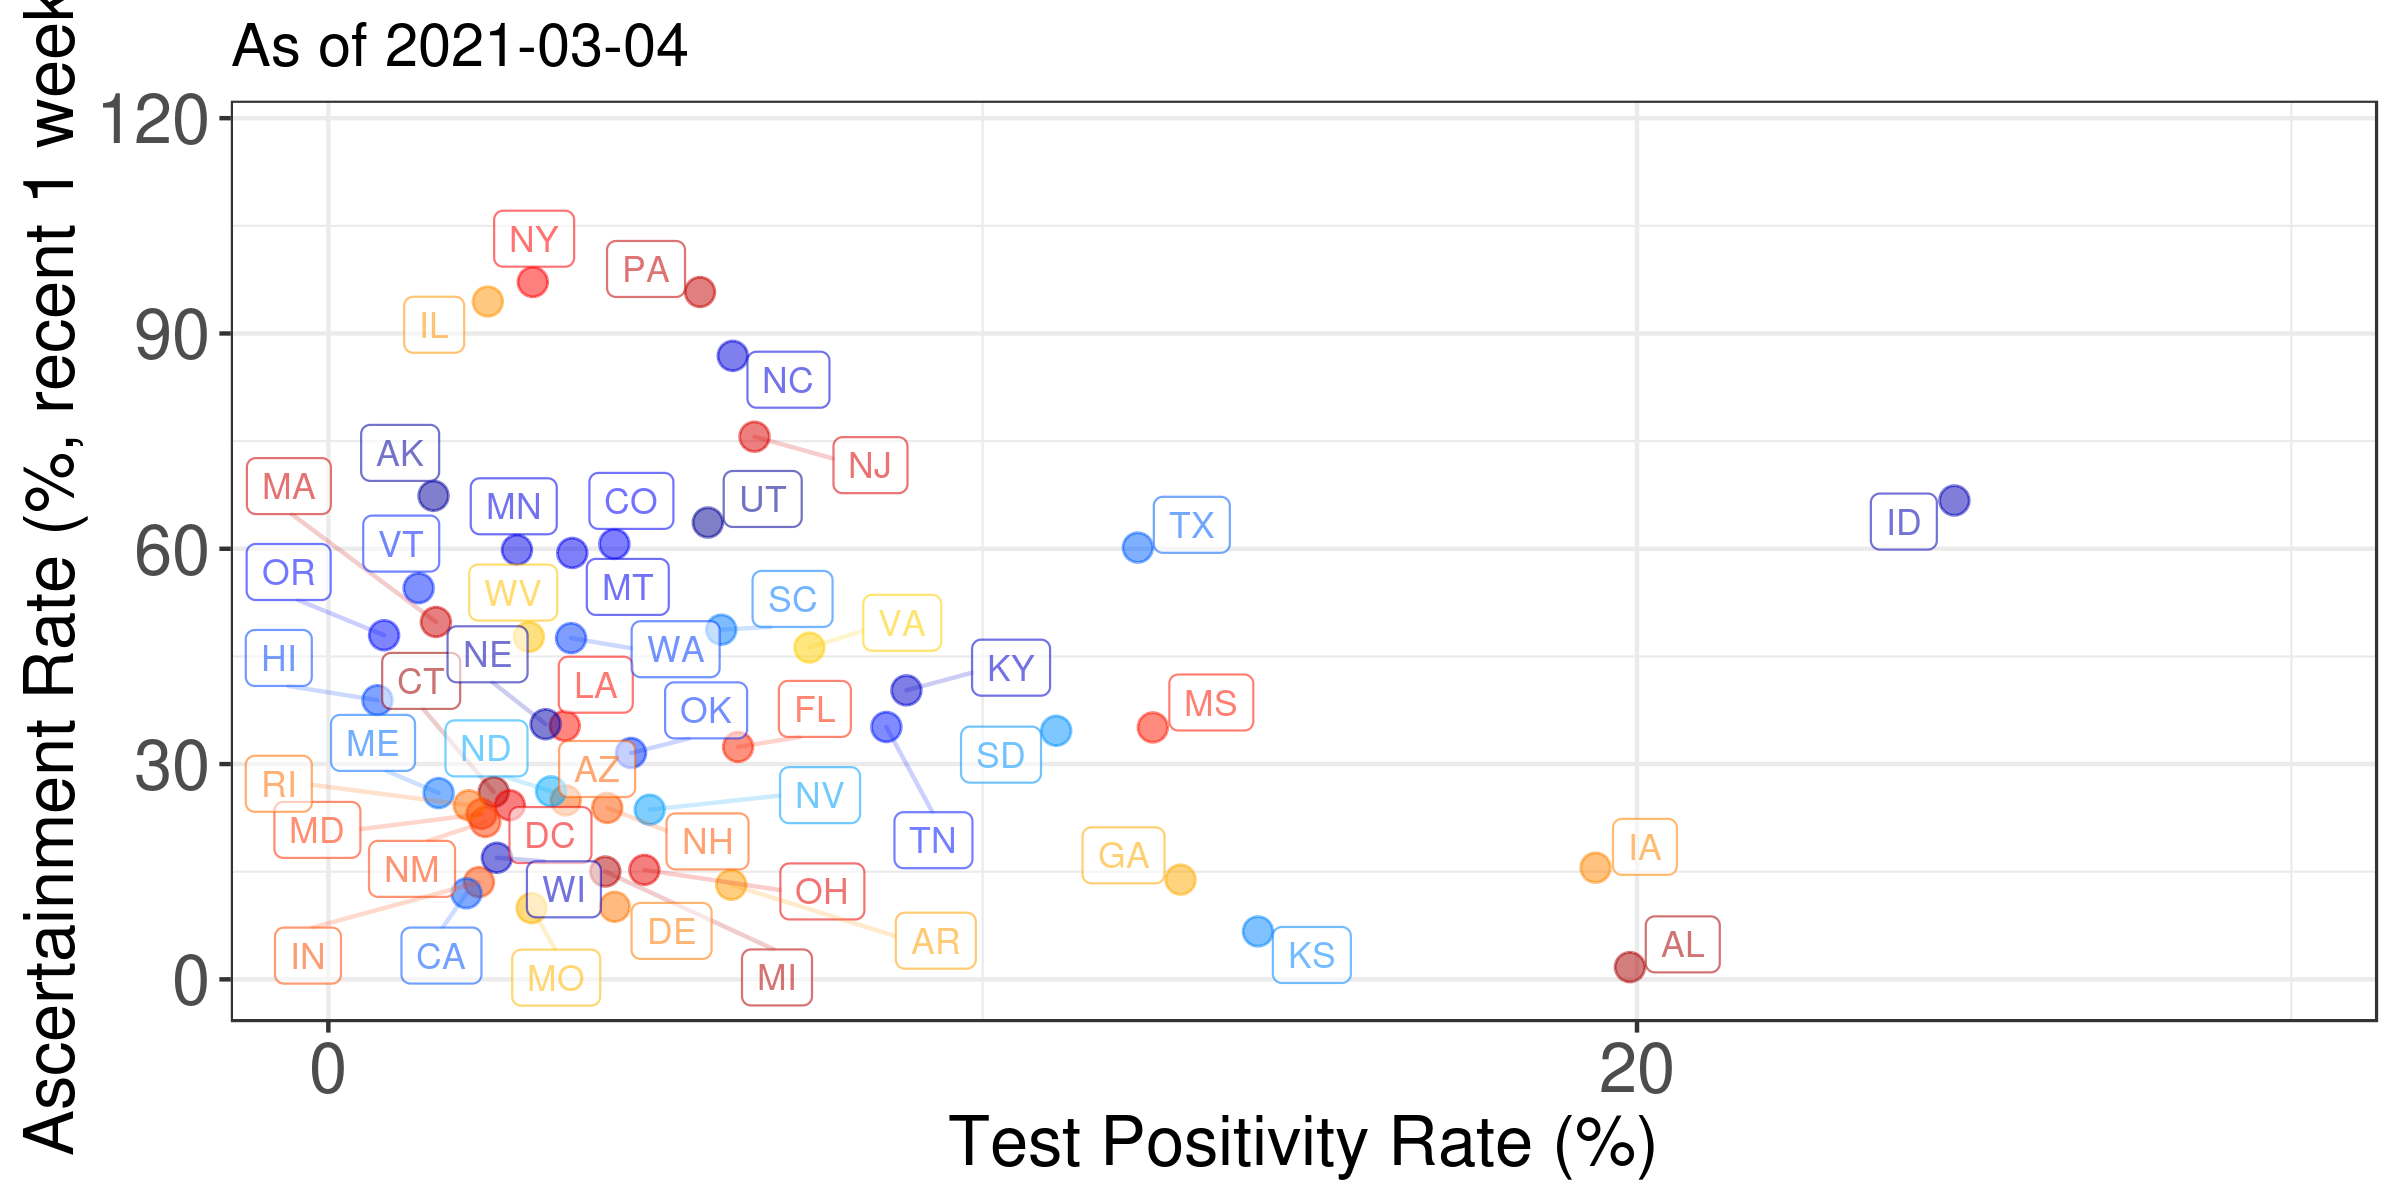 As of 2021-03-04
Ascertainment Rate (%, recent 1 week
120
90
60
30
0
NY
PA
IL
NC
AK
NJ
MA
MN
CO
UT
TX
ID
VT
OR
WV
MT
SC
VA
HI
NE
WA
KY
CT
LA
OK
FL
MS
ME
ND
SD
AZ
RI
NV
MD
DC
NH
TN
GA
IA
NM
WI
OH
DE
AR
AL
IN
CA
MO
MI
KS
0
20
Test Positivity Rate (%)